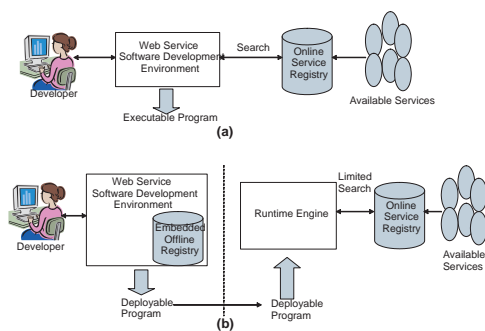 Web Service
Software Development
Environment
Search
Online
Service
Registry
Developer
Available Services
Executable Program
(a)
Web Service
Software Development
Environment
Embedded
Offline
Registry
Developer
Deployable
Program
Runtime Engine
Limited
Search
Online
Service
Registry
Available
Services
Deployable
Program
(b)